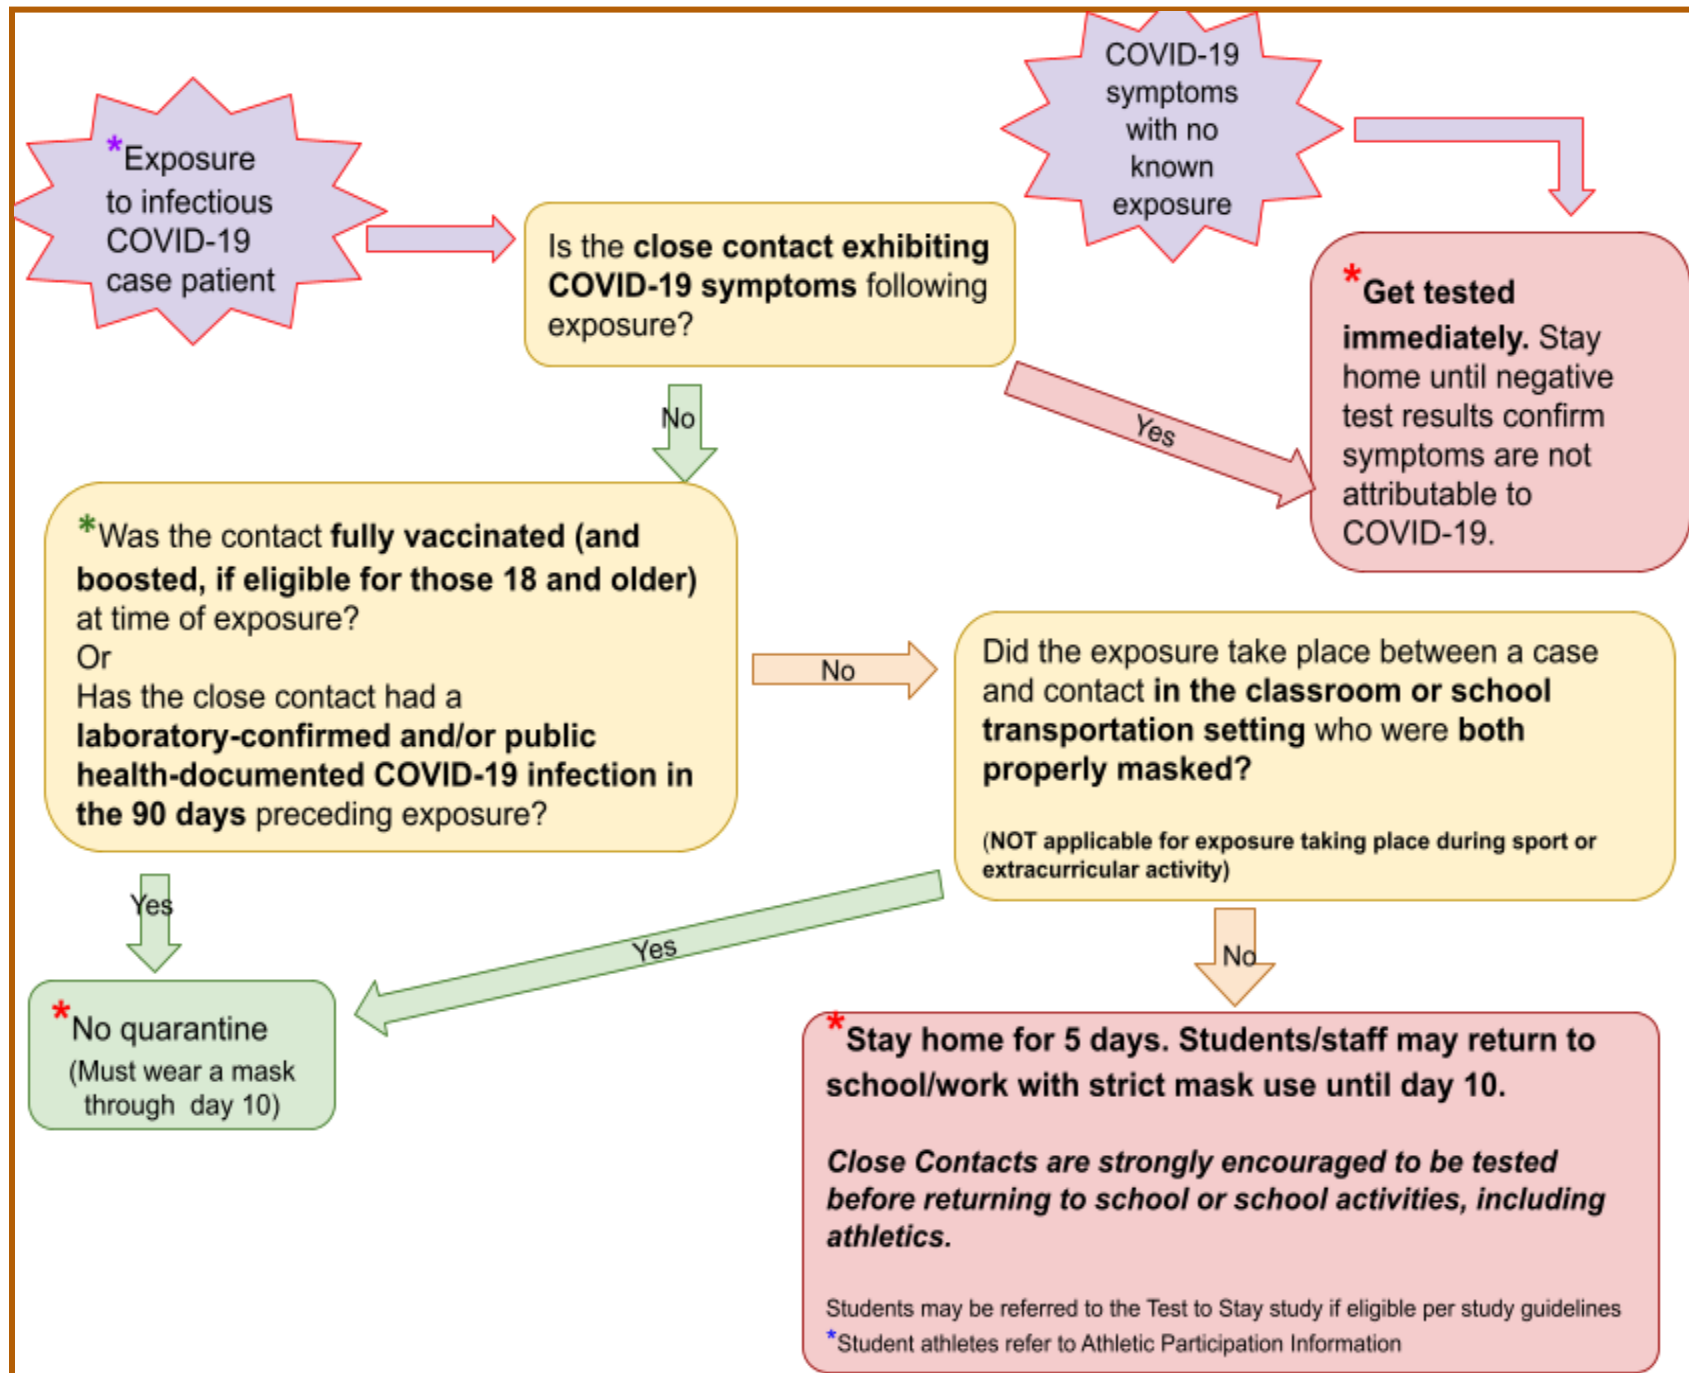 *Exposure
to infectious
COVID-19
case patient
COVID-19
symptoms
with no
known
exposure
Is the close contact exhibiting
COVID-19 symptoms following
exposure?
*Get tested
immediately. Stay
home until negative
test results confirm
symptoms are not
attributable to
COVID-19.
No
Yes
*Was the contact fully vaccinated (and
boosted, if eligible for those 18 and older)
at time of exposure?
Or
Has the close contact had a
laboratory-confirmed and/or public
health-documented COVID-19 infection in
the 90 days preceding exposure?
No
Did the exposure take place between a case
and contact in the classroom or school
transportation setting who were both
properly masked?
(NOT applicable for exposure taking place during sport or
extracurricular activity)
Yes
Yes
No
*No quarantine
(Must wear a mask
through day 10)
*Stay home for 5 days. Students/staff may return to
school/work with strict mask use until day 10.
Close Contacts are strongly encouraged to be tested
before returning to school or school activities, including
athletics.
Students may be referred to the Test to Stay study if eligible per study guidelines
*Student athletes refer to Athletic Participation Information